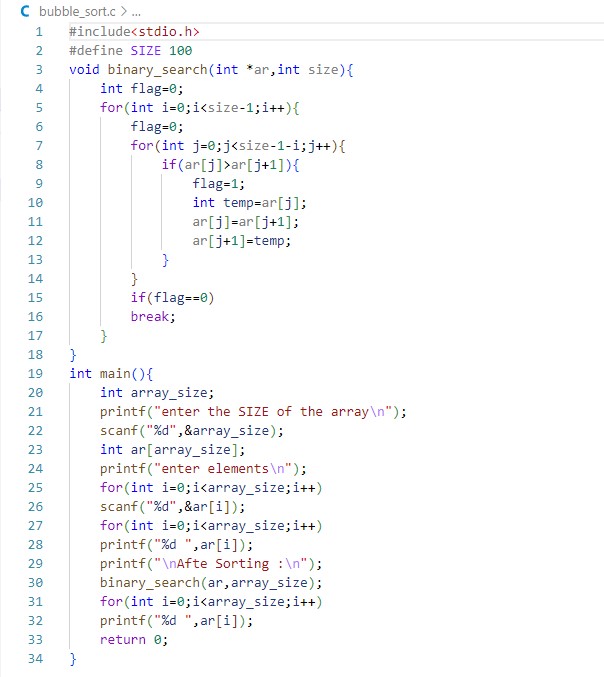 C bubble_sort.c > ...
1 #include<stdio.h>
2 #define SIZE 100
3 void binary_search(int *ar,int size){
4     int flag=0;
5     for(int i=0;i<size-1;i++){
6         flag=0;
7         for(int j=0;j<size-1-i;j++){
8             if(ar[j]>ar[j+1]){
9                 flag=1;
10                 int temp=ar[j];
11                 ar[j]=ar[j+1];
12                 ar[j+1]=temp;
13             }
14         }
15         if(flag==0)
16         break;
17     }
18 }
19 int main(){
20     int array_size;
21     printf("enter the SIZE of the array\n");
22     scanf("%d",&array_size);
23     int ar[array_size];
24     printf("enter elements\n");
25     for(int i=0;i<array_size;i++)
26     scanf("%d",&ar[i]);
27     for(int i=0;i<array_size;i++)
28     printf("%d ",ar[i]);
29     printf("\nAfte Sorting :\n");
30     binary_search(ar,array_size);
31     for(int i=0;i<array_size;i++)
32     printf("%d ",ar[i]);
33     return 0;
34 }